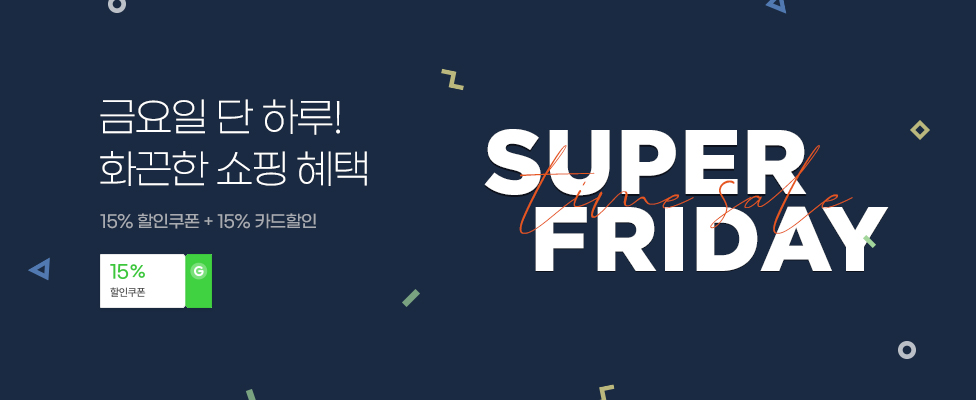 금요일 단 하루!
화끈한 쇼핑 혜택
15% 할인쿠폰 + 15% 카드할인
15%
할인쿠폰
G
SUPER
time sale
FRIDAY